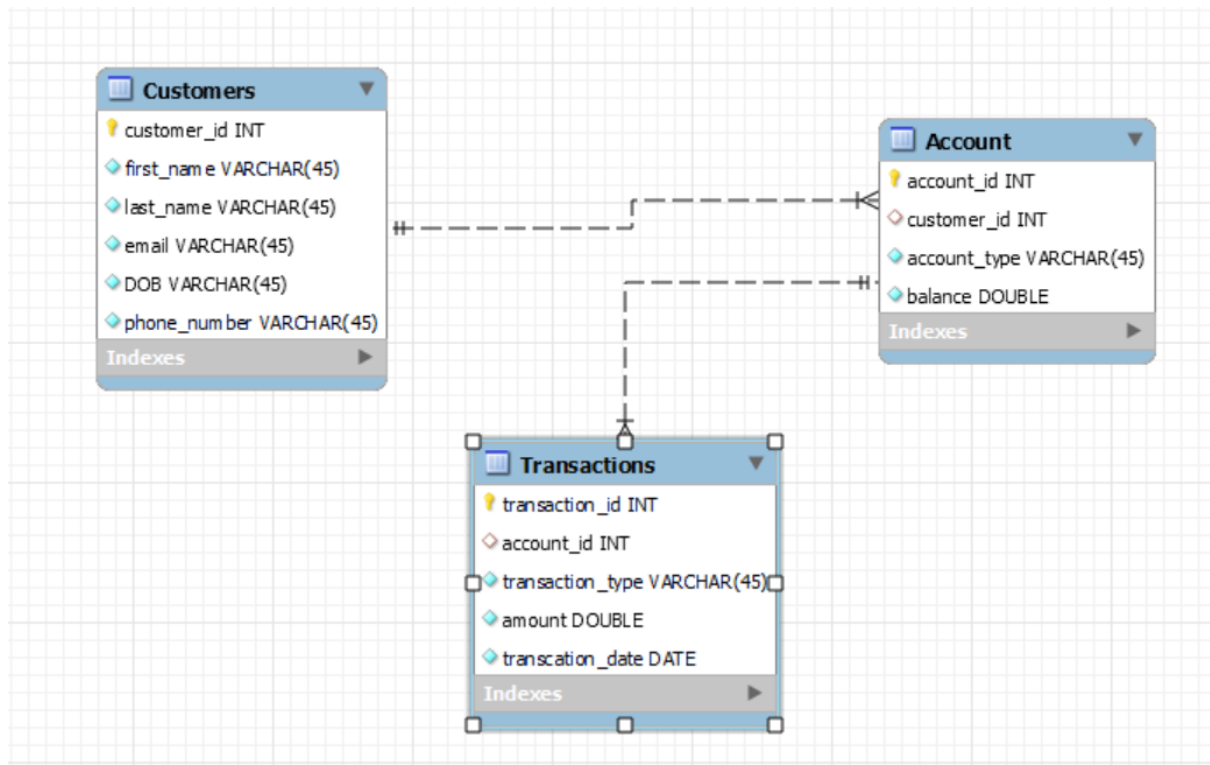 Customers
customer_id INT
first_name VARCHAR(45)
last_name VARCHAR(45)
email VARCHAR(45)
DOB VARCHAR(45)
phone_number VARCHAR(45)
Indexes
Account
account_id INT
customer_id INT
account_type VARCHAR(45)
balance DOUBLE
Indexes
Transactions
transaction_id INT
account_id INT
transaction_type VARCHAR(45)
amount DOUBLE
transcation_date DATE
Indexes